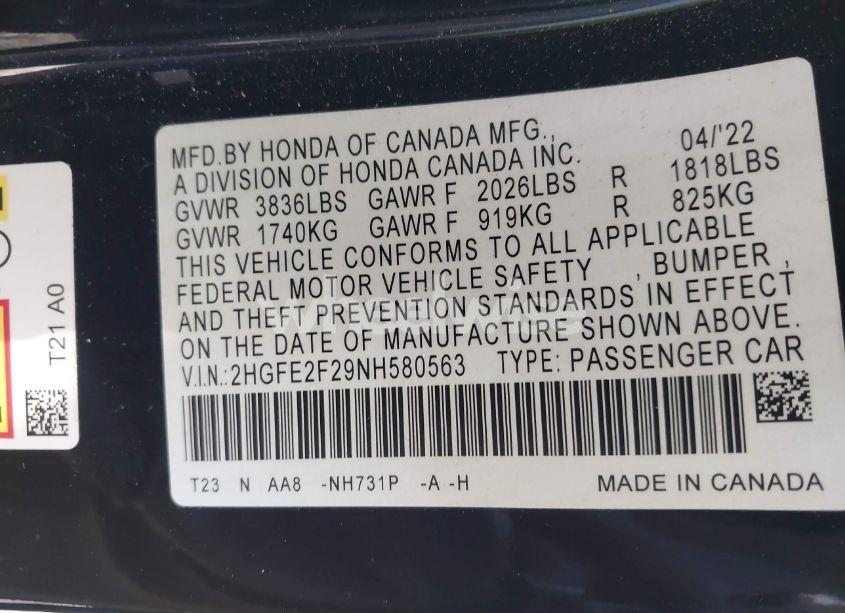 MFD.BY HONDA OF CANADA MFG., 04/'22
A DIVISION OF HONDA CANADA INC.
GVWR 3836LBS GAWR F 2026LBS R 1818LBS
GVWR 1740KG GAWR F 919KG R 825KG
THIS VEHICLE CONFORMS TO ALL APPLICABLE
FEDERAL MOTOR VEHICLE SAFETY , BUMPER ,
AND THEFT PREVENTION STANDARDS IN EFFECT
ON THE DATE OF MANUFACTURE SHOWN ABOVE.
V.I.N.:2HGFE2F29NH580563 TYPE: PASSENGER CAR
T23 N AA8 -NH731P -A -H MADE IN CANADA
T21 A0